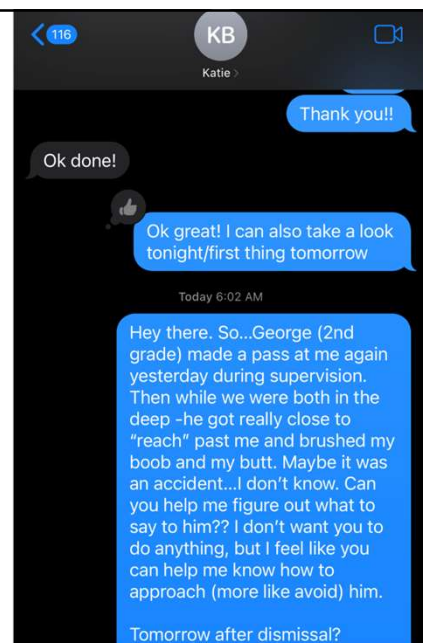 116
KB
Katie >
Thank you!!
Ok done!
Ok great! I can also take a look
tonight/first thing tomorrow
Today 6:02 AM
Hey there. So...George (2nd
grade) made a pass at me again
yesterday during supervision.
Then while we were both in the
deep -he got really close to
“reach” past me and brushed my
boob and my butt. Maybe it was
an accident...I don’t know. Can
you help me figure out what to
say to him?? I don’t want you to
do anything, but I feel like you
can help me know how to
approach (more like avoid) him.
Tomorrow after dismissal?